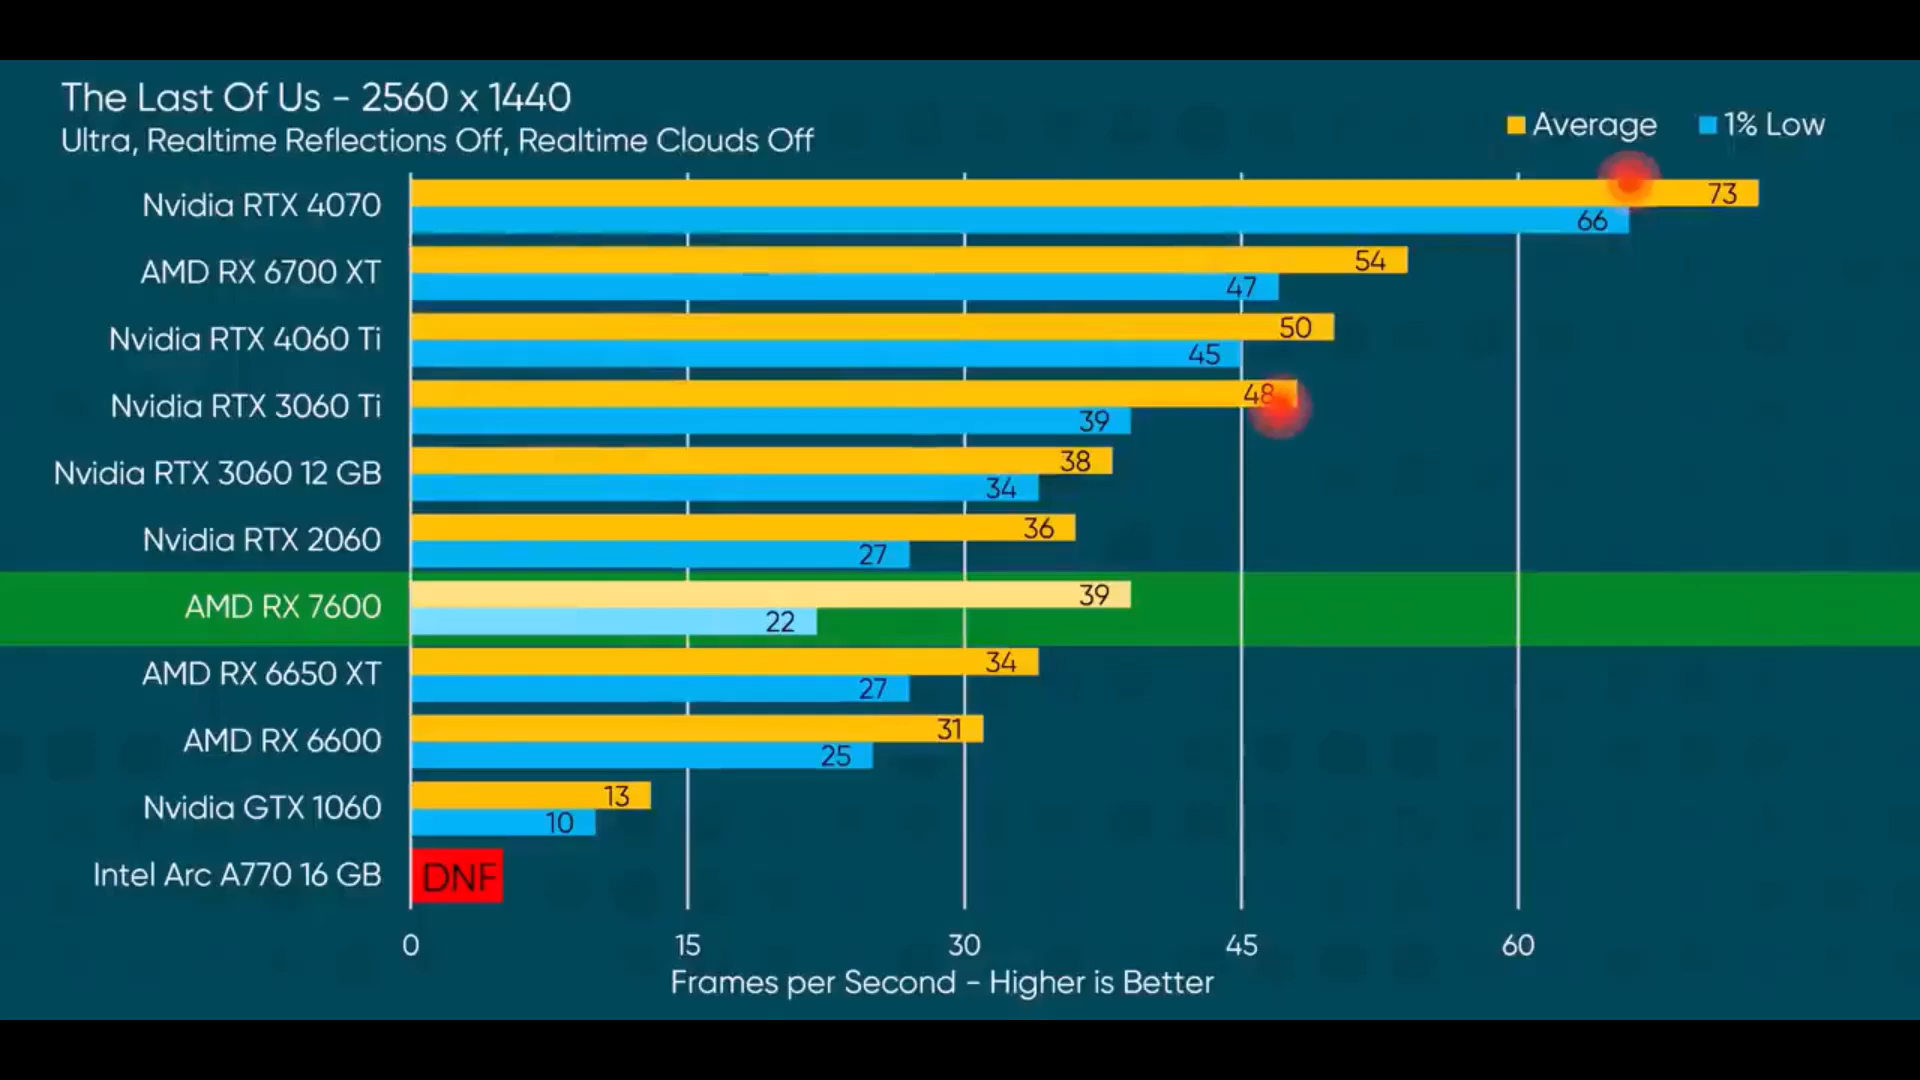 The Last Of Us - 2560 x 1440
Ultra, Realtime Reflections Off, Realtime Clouds Off
Average 1% Low
Nvidia RTX 4070 73
66
AMD RX 6700 XT 54
47
Nvidia RTX 4060 Ti 50
45
Nvidia RTX 3060 Ti 48
39
Nvidia RTX 3060 12 GB 38
34
Nvidia RTX 2060 36
27
AMD RX 7600 39
22
AMD RX 6650 XT 34
27
AMD RX 6600 31
25
Nvidia GTX 1060 13
10
Intel Arc A770 16 GB DNF
0 15 30 45 60
Frames per Second - Higher is Better